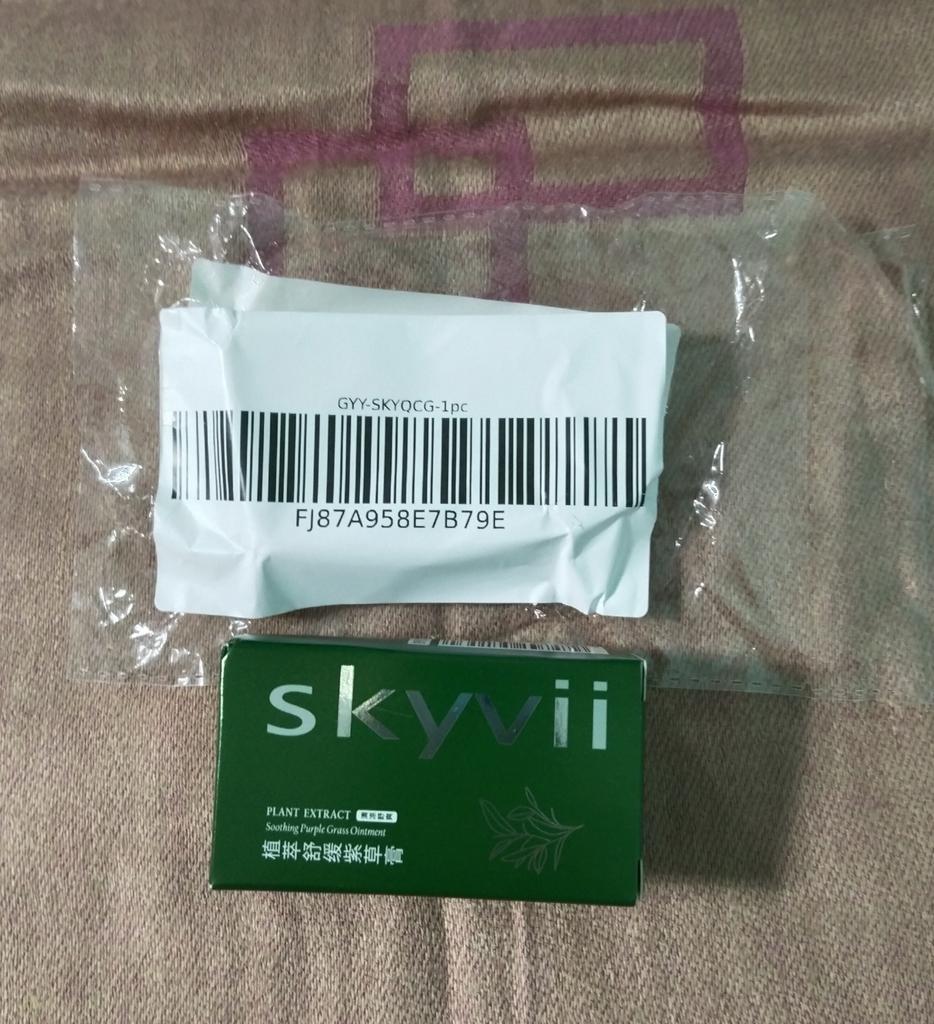 GYY-SKYQCG-1pc
FJ87A958E7B79E
skyvii
PLANT EXTRACT
Soothing Purple Grass Ointment
植萃舒缓紫草膏